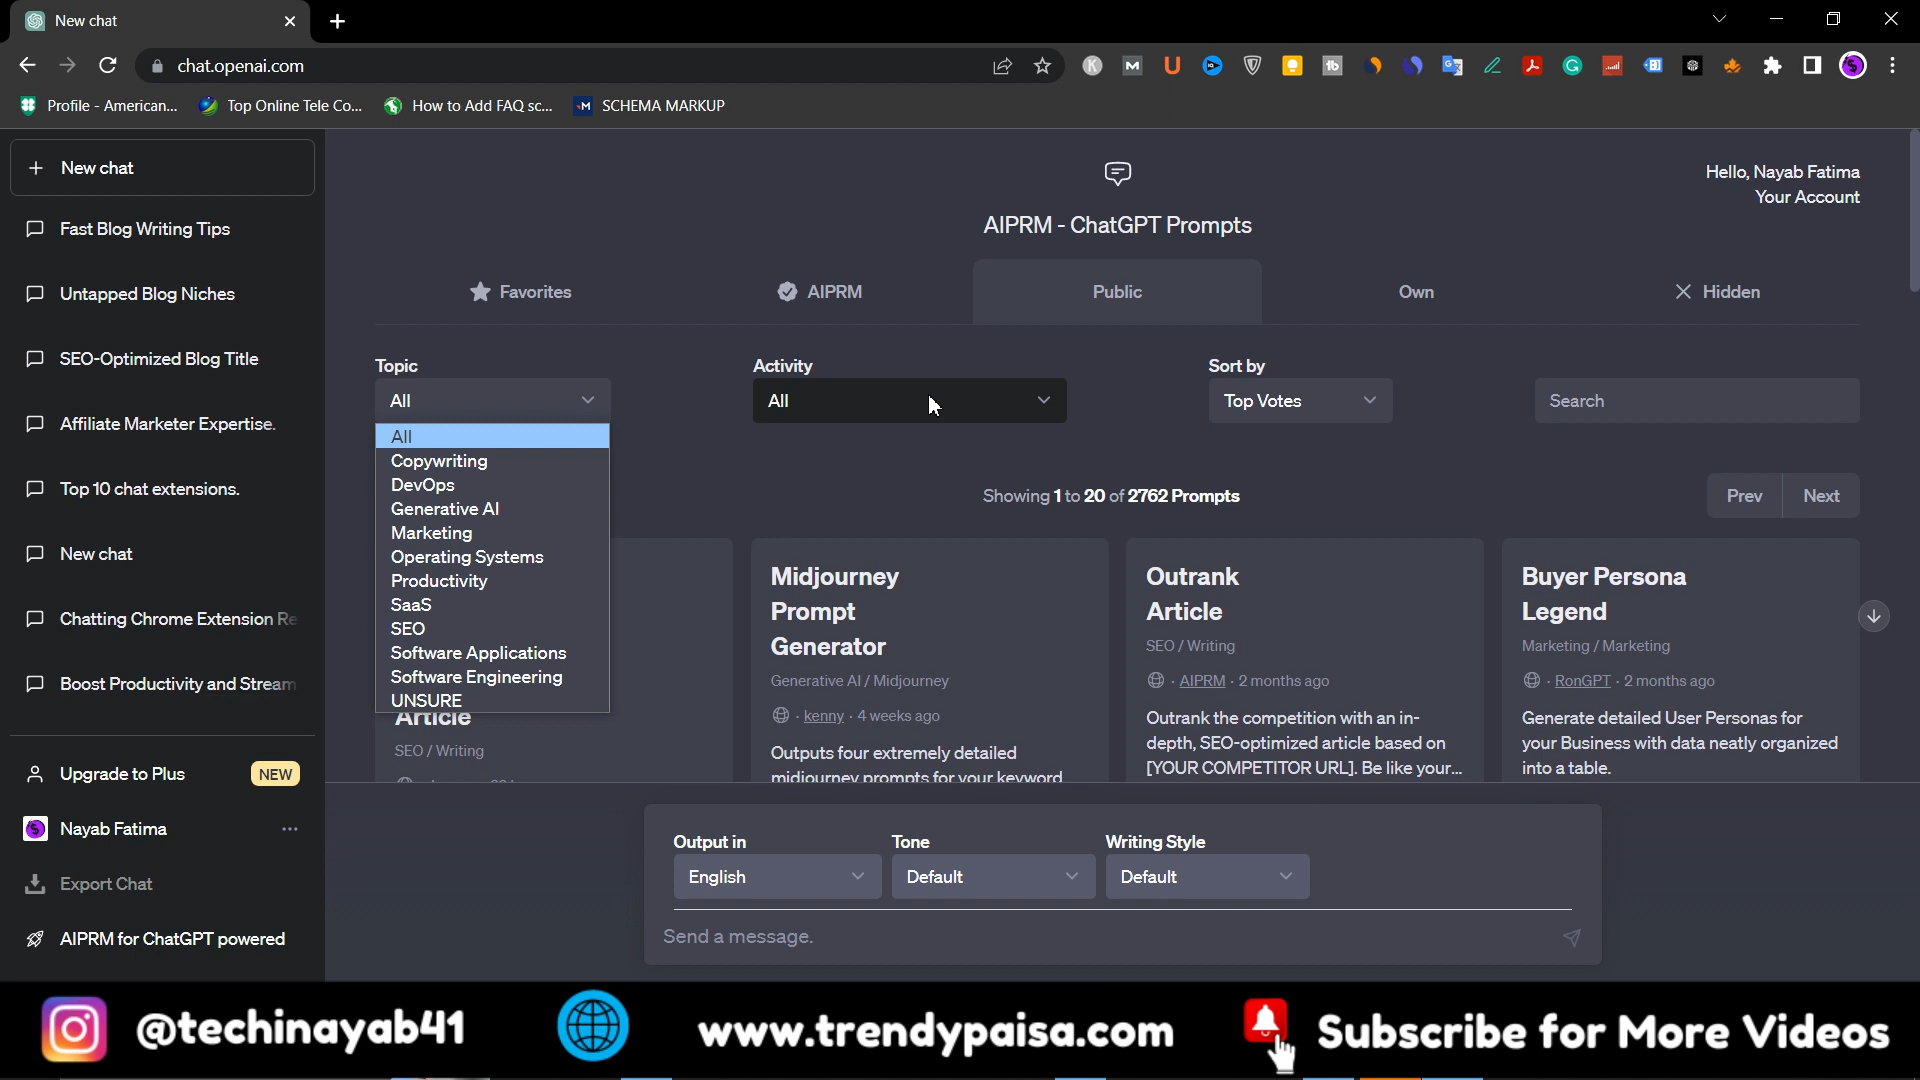 New chat
chat.openai.com
Profile - American...
Top Online Tele Co...
How to Add FAQ sc...
SCHEMA MARKUP
New chat
Fast Blog Writing Tips
Untapped Blog Niches
SEO-Optimized Blog Title
Affiliate Marketer Expertise.
Top 10 chat extensions.
New chat
Chatting Chrome Extension Re
Boost Productivity and Stream
Upgrade to Plus
NEW
Nayab Fatima
Export Chat
AIPRM for ChatGPT powered
Hello, Nayab Fatima
Your Account
AIPRM - ChatGPT Prompts
Favorites
AIPRM
Public
Own
Hidden
Topic
All
Activity
All
Sort by
Top Votes
Search
All
Copywriting
DevOps
Generative AI
Marketing
Operating Systems
Productivity
SaaS
SEO
Software Applications
Software Engineering
UNSURE
Showing 1 to 20 of 2762 Prompts
Prev
Next
Article
SEO / Writing
Midjourney
Prompt
Generator
Generative AI / Midjourney
· kenny · 4 weeks ago
Outputs four extremely detailed
midjourney prompts for your keyword
Outrank
Article
SEO / Writing
· AIPRM · 2 months ago
Outrank the competition with an in-
depth, SEO-optimized article based on
[YOUR COMPETITOR URL]. Be like your...
Buyer Persona
Legend
Marketing / Marketing
· RonGPT · 2 months ago
Generate detailed User Personas for
your Business with data neatly organized
into a table.
Output in
English
Tone
Default
Writing Style
Default
Send a message.
@techinayab41
www.trendypaisa.com
Subscribe for More Videos